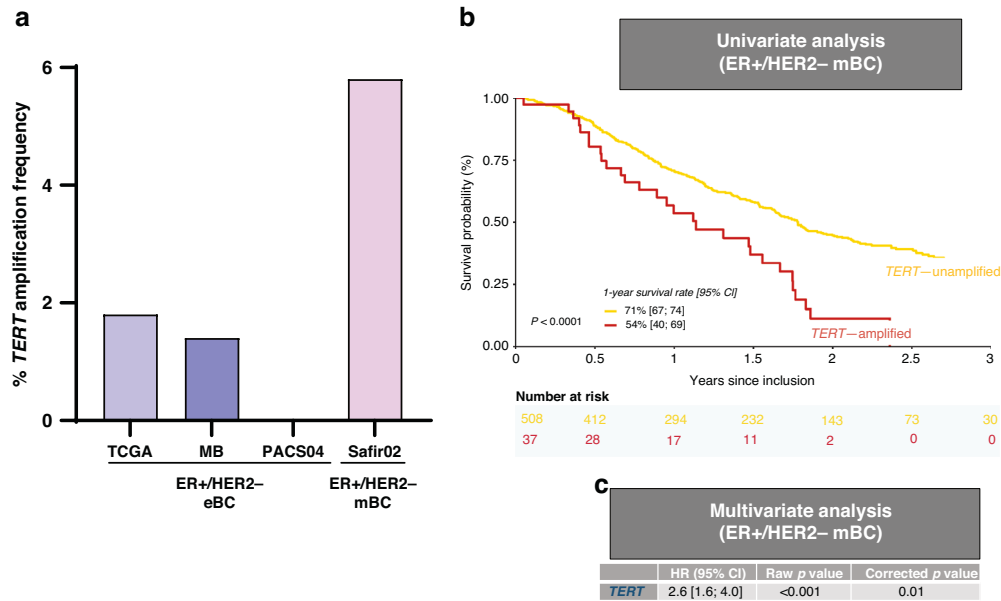 a
% TERT amplification frequency
6
4
2
0
TCGA MB PACS04 Safir02
ER+/HER2–
eBC
ER+/HER2–
mBC
b
Univariate analysis
(ER+/HER2– mBC)
Survival probability (%)
1.00
0.75
0.50
0.25
0.00
TERT—unamplified
1-year survival rate [95% CI]
71% [67; 74]
P < 0.0001
54% [40; 69]
TERT—amplified
0 0.5 1 1.5 2 2.5 3
Years since inclusion
Number at risk
508 412 294 232 143 73 30
37 28 17 11 2 0 0
c
Multivariate analysis
(ER+/HER2– mBC)
HR (95% CI) Raw p value Corrected p value
TERT 2.6 [1.6; 4.0] <0.001 0.01